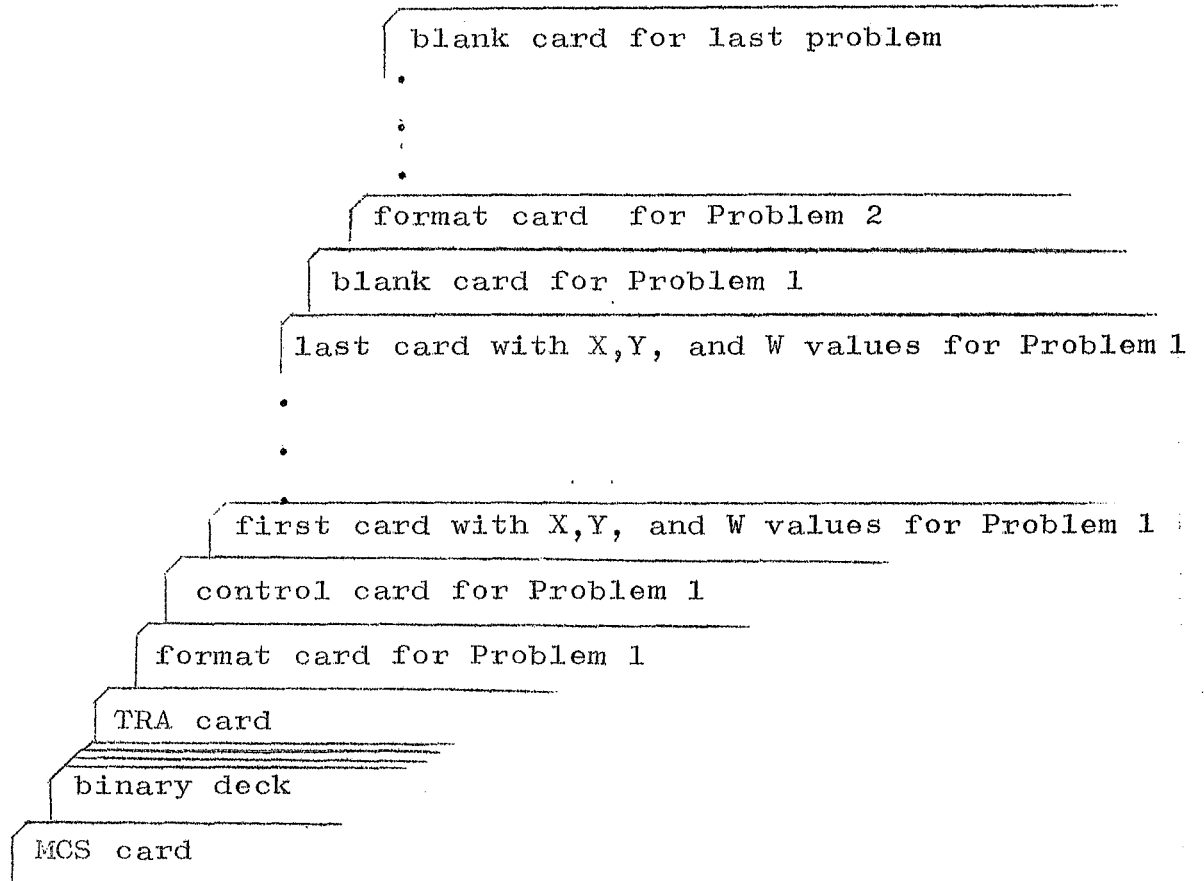 blank card for last problem
format card for Problem 2
blank card for Problem 1
last card with X,Y, and W values for Problem 1
first card with X,Y, and W values for Problem 1
control card for Problem 1
format card for Problem 1
TRA card
binary deck
MCS card